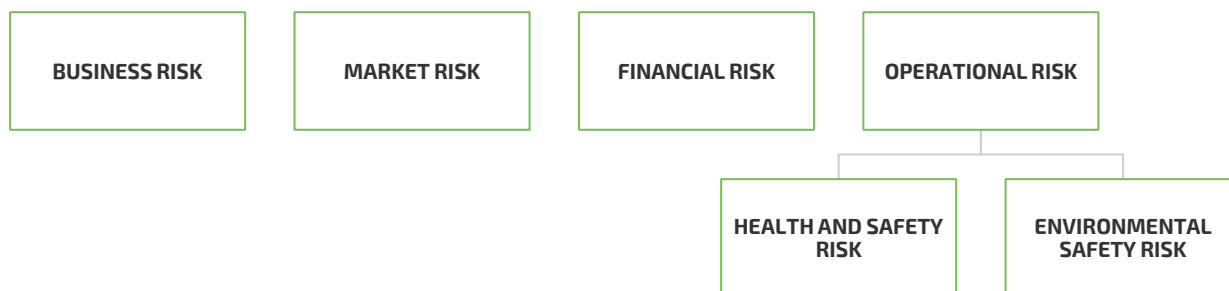 BUSINESS RISK
MARKET RISK
FINANCIAL RISK
OPERATIONAL RISK
HEALTH AND SAFETY
RISK
ENVIRONMENTAL
SAFETY RISK